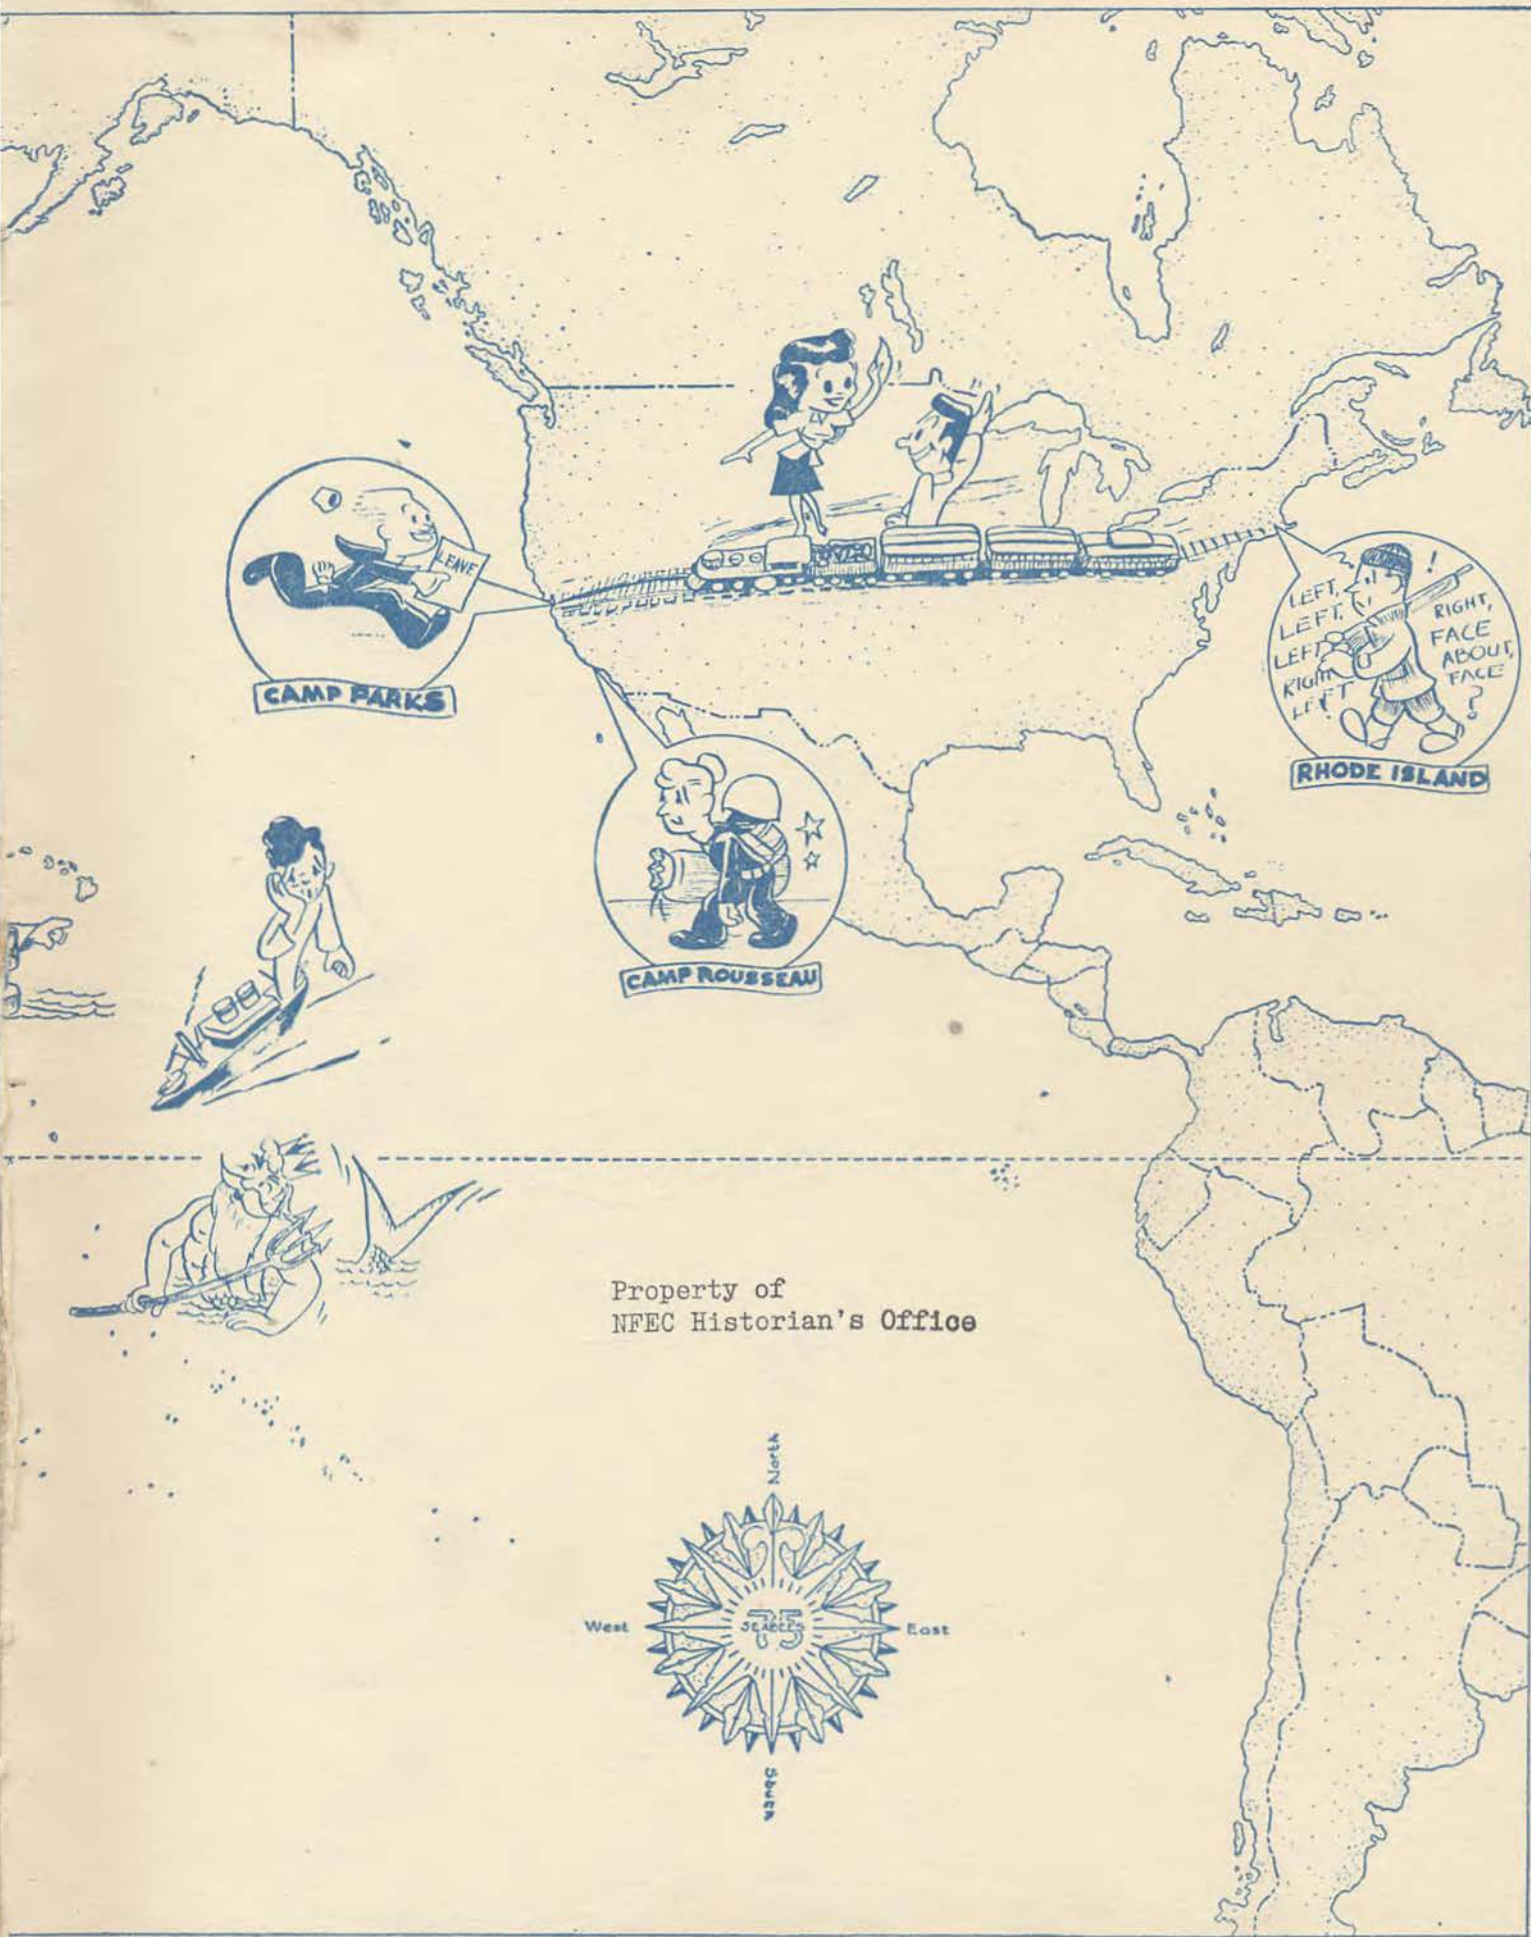 LEAVE
CAMP PARKS
LEFT,
LEFT,
LEFT
RIGHT
LEFT
!
RIGHT,
FACE
ABOUT,
FACE
?
RHODE ISLAND
CAMP ROUSSEAU
Property of
NFEC Historian's Office
North
West
75
SEABEES
East
South